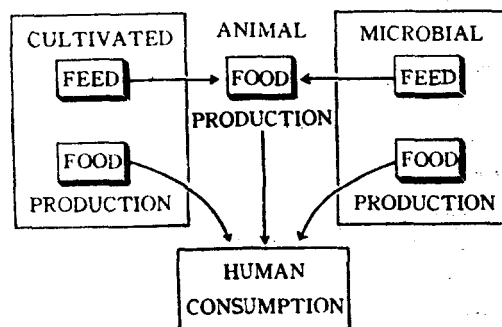 CULTIVATED
FEED
FOOD
PRODUCTION
ANIMAL
FOOD
PRODUCTION
MICROBIAL
FEED
FOOD
PRODUCTION
HUMAN
CONSUMPTION